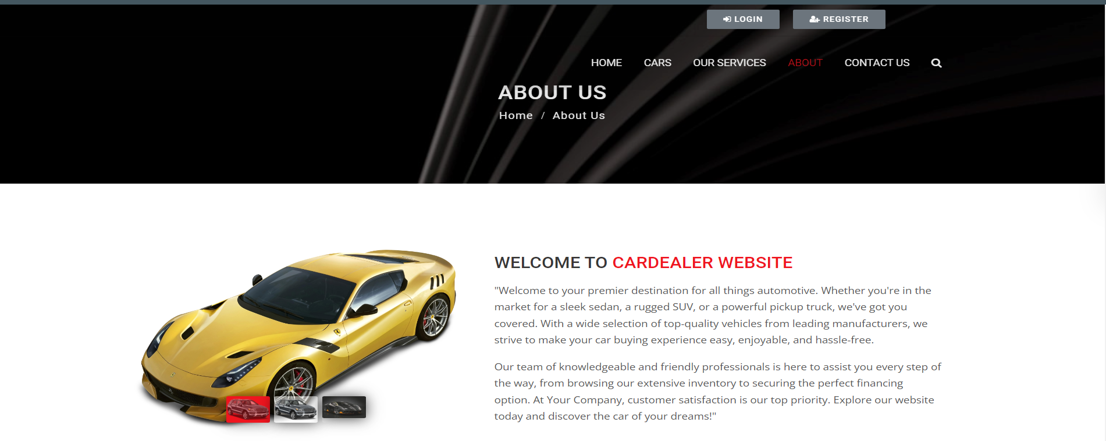 LOGIN REGISTER
HOME CARS OUR SERVICES ABOUT CONTACT US
ABOUT US
Home / About Us
WELCOME TO CARDEALER WEBSITE
"Welcome to your premier destination for all things automotive. Whether you're in the
market for a sleek sedan, a rugged SUV, or a powerful pickup truck, we've got you
covered. With a wide selection of top-quality vehicles from leading manufacturers, we
strive to make your car buying experience easy, enjoyable, and hassle-free.
Our team of knowledgeable and friendly professionals is here to assist you every step of
the way, from browsing our extensive inventory to securing the perfect financing
option. At Your Company, customer satisfaction is our top priority. Explore our website
today and discover the car of your dreams!"